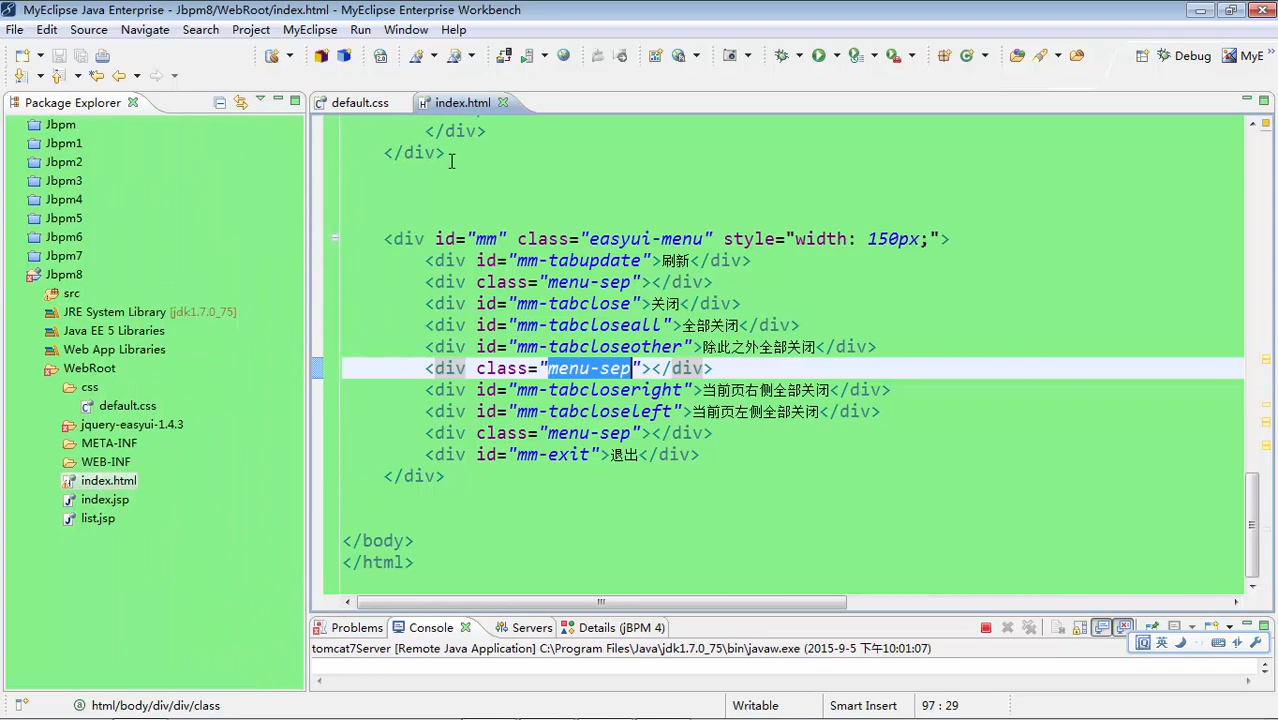 MyEclipse Java Enterprise - Jbpm8/WebRoot/index.html - MyEclipse Enterprise Workbench
File Edit Source Navigate Search Project MyEclipse Run Window Help
Debug MyE
Package Explorer
default.css index.html
Jbpm
Jbpm1
Jbpm2
Jbpm3
Jbpm4
Jbpm5
Jbpm6
Jbpm7
Jbpm8
src
JRE System Library [jdk1.7.0_75]
Java EE 5 Libraries
Web App Libraries
WebRoot
css
default.css
jquery-easyui-1.4.3
META-INF
WEB-INF
index.html
index.jsp
list.jsp
</div>
</div>
<div id="mm" class="easyui-menu" style="width: 150px;">
<div id="mm-tabupdate">刷新</div>
<div class="menu-sep"></div>
<div id="mm-tabclose">关闭</div>
<div id="mm-tabcloseall">全部关闭</div>
<div id="mm-tabcloseother">除此之外全部关闭</div>
<div class="menu-sep"></div>
<div id="mm-tabcloseright">当前页右侧全部关闭</div>
<div id="mm-tabcloseleft">当前页左侧全部关闭</div>
<div class="menu-sep"></div>
<div id="mm-exit">退出</div>
</div>
</body>
</html>
Problems Console Servers Details (jBPM 4)
英
tomcat7Server [Remote Java Application] C:\Program Files\Java\jdk1.7.0_75\bin\javaw.exe (2015-9-5 下午10:01:07)
html/body/div/div/class Writable Smart Insert 97 : 29